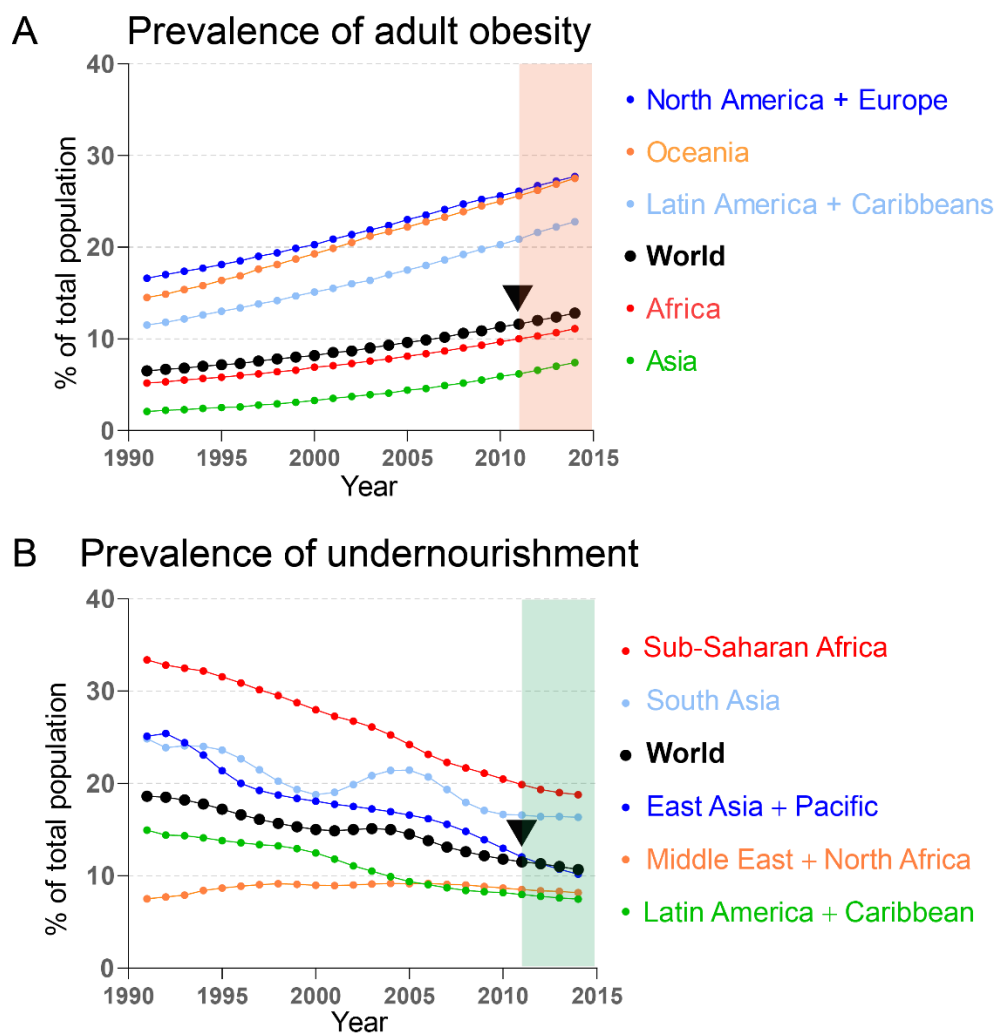 A Prevalence of adult obesity
% of total population
40
30
20
10
0
1990 1995 2000 2005 2010 2015
Year
North America + Europe
Oceania
Latin America + Caribbeans
World
Africa
Asia
B Prevalence of undernourishment
% of total population
40
30
20
10
0
1990 1995 2000 2005 2010 2015
Year
Sub-Saharan Africa
South Asia
World
East Asia + Pacific
Middle East + North Africa
Latin America + Caribbean